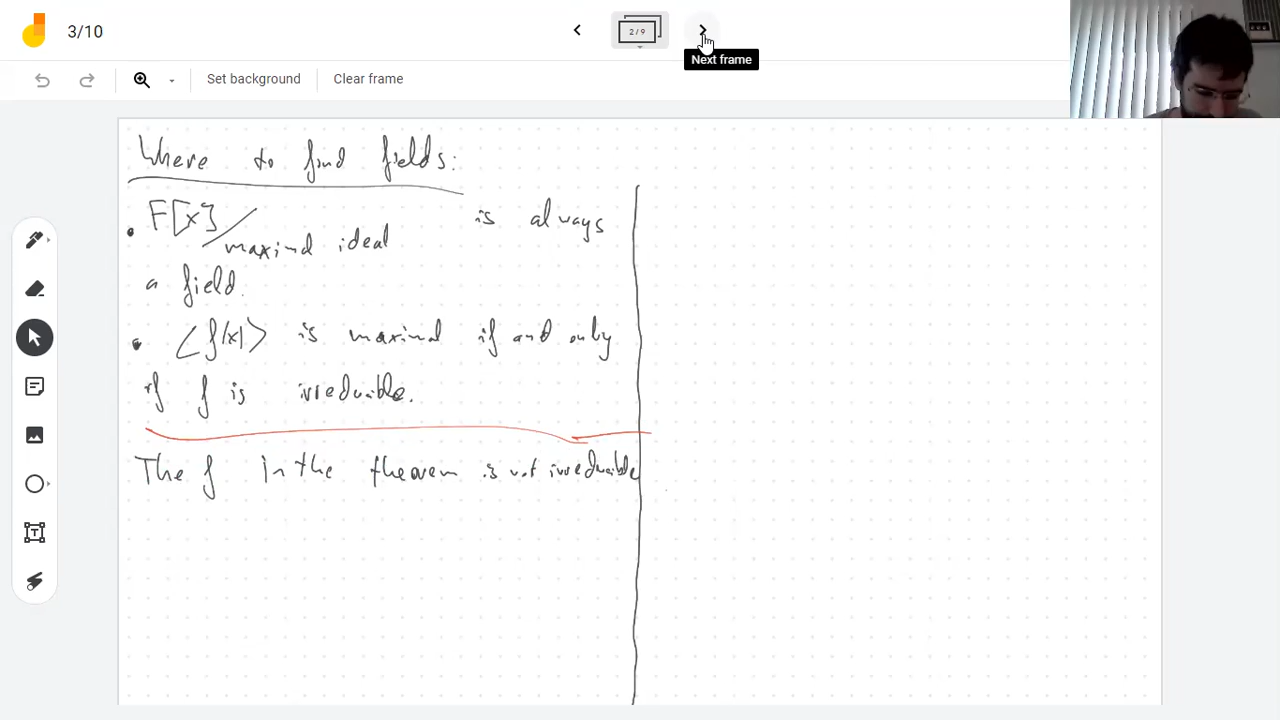 3/10
2/9
Next frame
Set background
Clear frame
Where to find fields:
• F[x]/maximal ideal is always
a field.
• ⟨f(x)⟩ is maximal if and only
if f is irreducible.
The f in the theorem is not irreducible